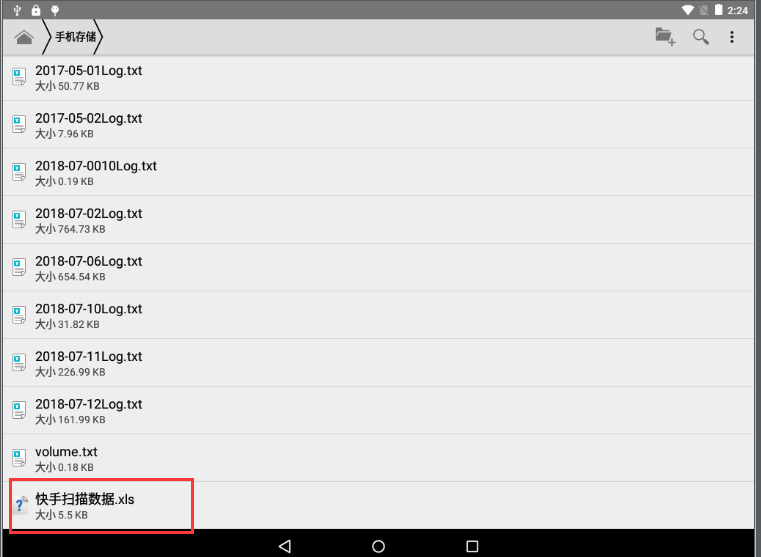 2:24
手机存储
2017-05-01Log.txt
大小 50.77 KB
2017-05-02Log.txt
大小 7.96 KB
2018-07-0010Log.txt
大小 0.19 KB
2018-07-02Log.txt
大小 764.73 KB
2018-07-06Log.txt
大小 654.54 KB
2018-07-10Log.txt
大小 31.82 KB
2018-07-11Log.txt
大小 226.99 KB
2018-07-12Log.txt
大小 161.99 KB
volume.txt
大小 0.18 KB
快手扫描数据.xls
大小 5.5 KB